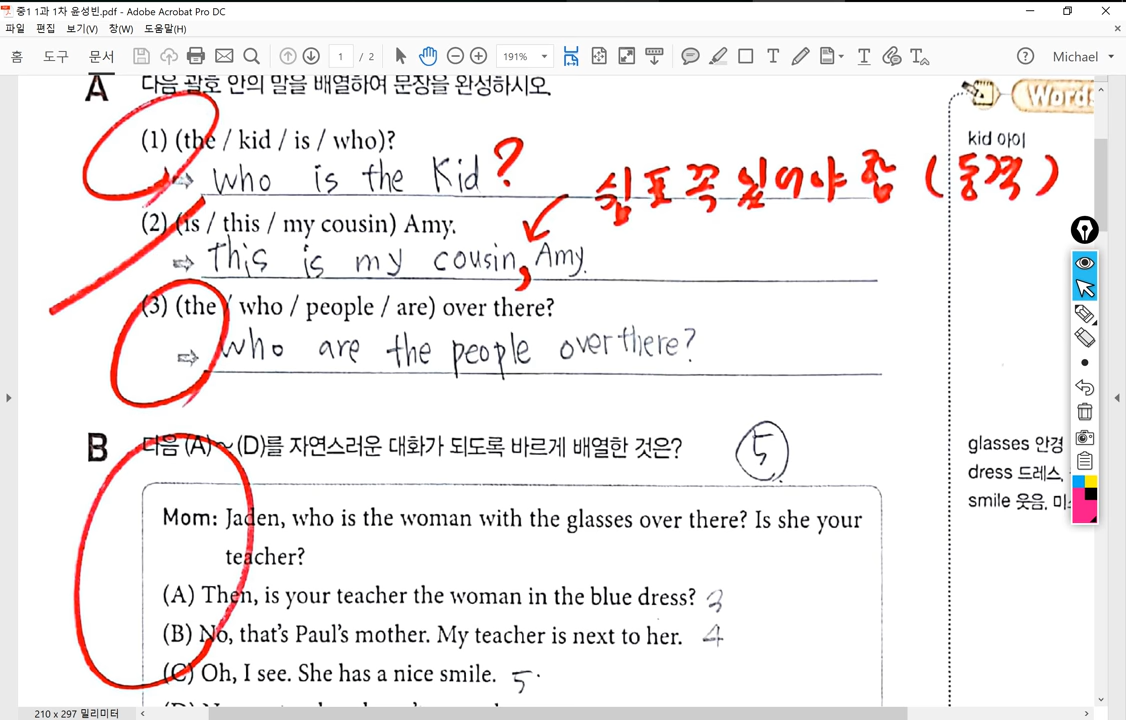 중1 1과 1차 윤성빈.pdf - Adobe Acrobat Pro DC
파일 편집 보기(V) 창(W) 도움말(H)
홈 도구 문서 1 / 2 191% Michael
A 다음 괄호 안의 말을 배열하여 문장을 완성하시오.
Words
kid 아이
(1) (the / kid / is / who)?
⇨ Who is the Kid ?
쉼표 꼭 있어야 함 (동격)
(2) (is / this / my cousin) Amy.
⇨ This is my cousin, Amy.
(3) (the / who / people / are) over there?
⇨ Who are the people over there?
B 다음 (A)~(D)를 자연스러운 대화가 되도록 바르게 배열한 것은? 5
glasses 안경
dress 드레스,
smile 웃음, 미소
Mom: Jaden, who is the woman with the glasses over there? Is she your
teacher?
(A) Then, is your teacher the woman in the blue dress? 3
(B) No, that's Paul's mother. My teacher is next to her. 4
(C) Oh, I see. She has a nice smile. 5
210 x 297 밀리미터